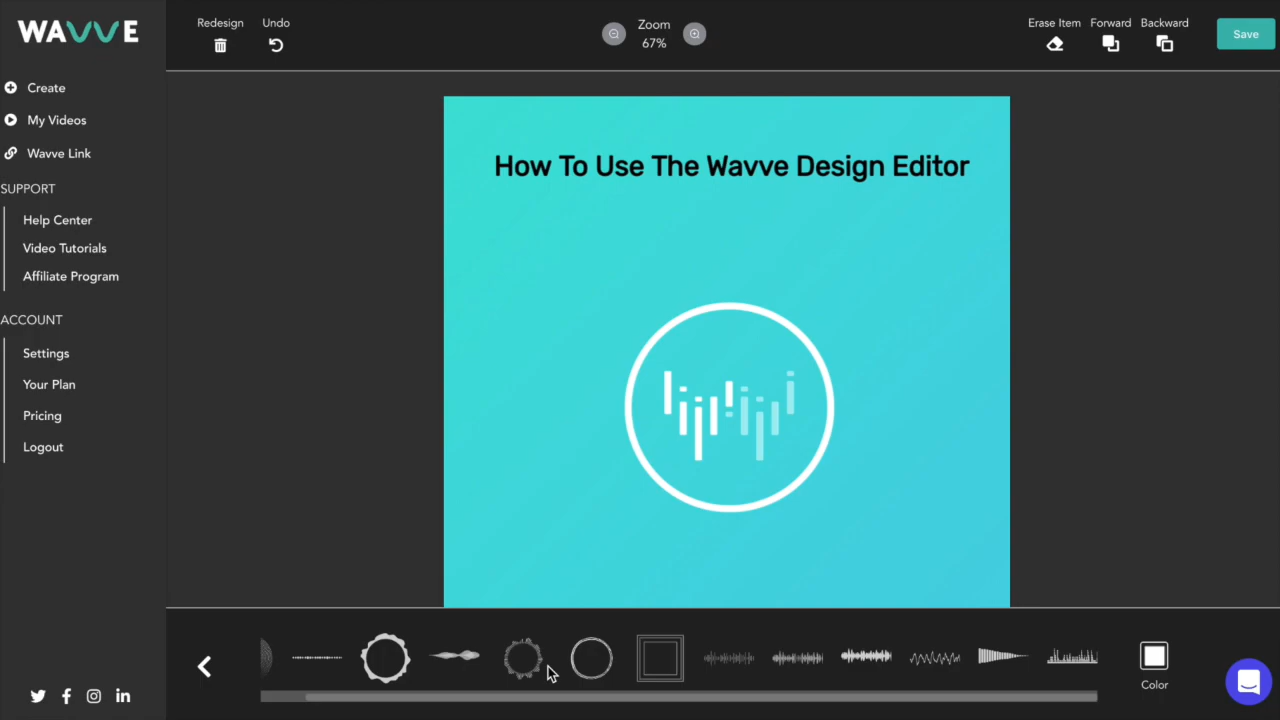 WAVVE
Redesign
Undo
Zoom
67%
Erase Item
Forward
Backward
Save
Create
My Videos
Wavve Link
SUPPORT
Help Center
Video Tutorials
Affiliate Program
ACCOUNT
Settings
Your Plan
Pricing
Logout
How To Use The Wavve Design Editor
Color